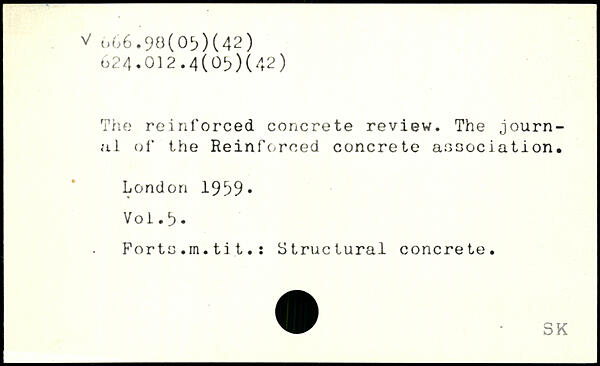 V 666.98(05)(42)
624.012.4(05)(42)
The reinforced concrete review. The journ-
al of the Reinforced concrete association.
London 1959.
Vol.5.
Forts.m.tit.: Structural concrete.
SK